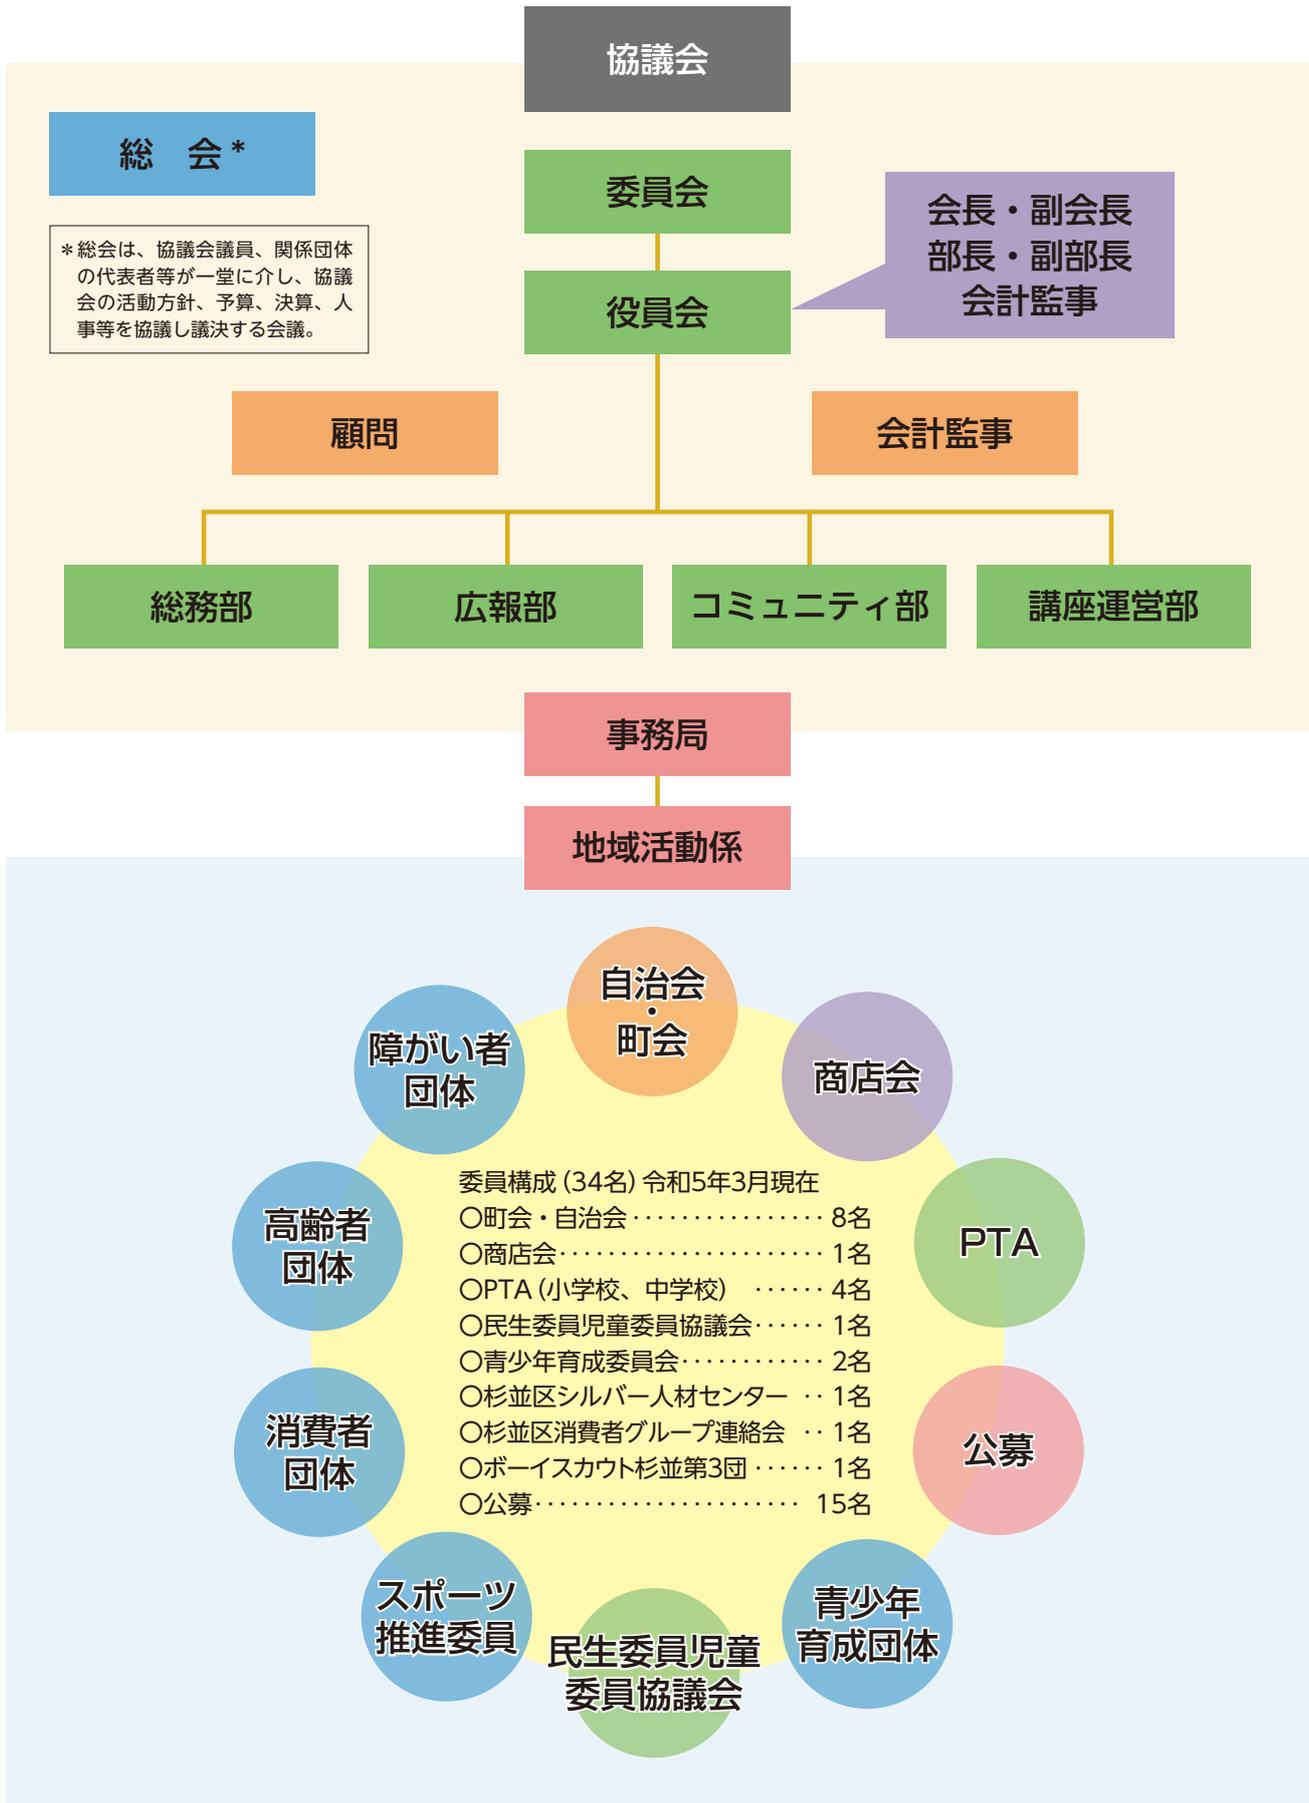 協議会
総　会*
委員会
会長・副会長
部長・副部長
会計監事
＊総会は、協議会議員、関係団体
の代表者等が一堂に介し、協議
会の活動方針、予算、決算、人
事等を協議し議決する会議。
役員会
顧問
会計監事
総務部
広報部
コミュニティ部
講座運営部
事務局
地域活動係
自治会
・
町会
障がい者
団体
商店会
高齢者
団体
PTA
消費者
団体
公募
スポーツ
推進委員
民生委員児童
委員協議会
青少年
育成団体
委員構成（34名）令和5年3月現在
〇町会・自治会················8名
〇商店会······················1名
〇PTA（小学校、中学校） ······4名
〇民生委員児童委員協議会······1名
〇青少年育成委員会············2名
〇杉並区シルバー人材センター ··1名
〇杉並区消費者グループ連絡会 ··1名
〇ボーイスカウト杉並第3団······1名
〇公募······················ 15名